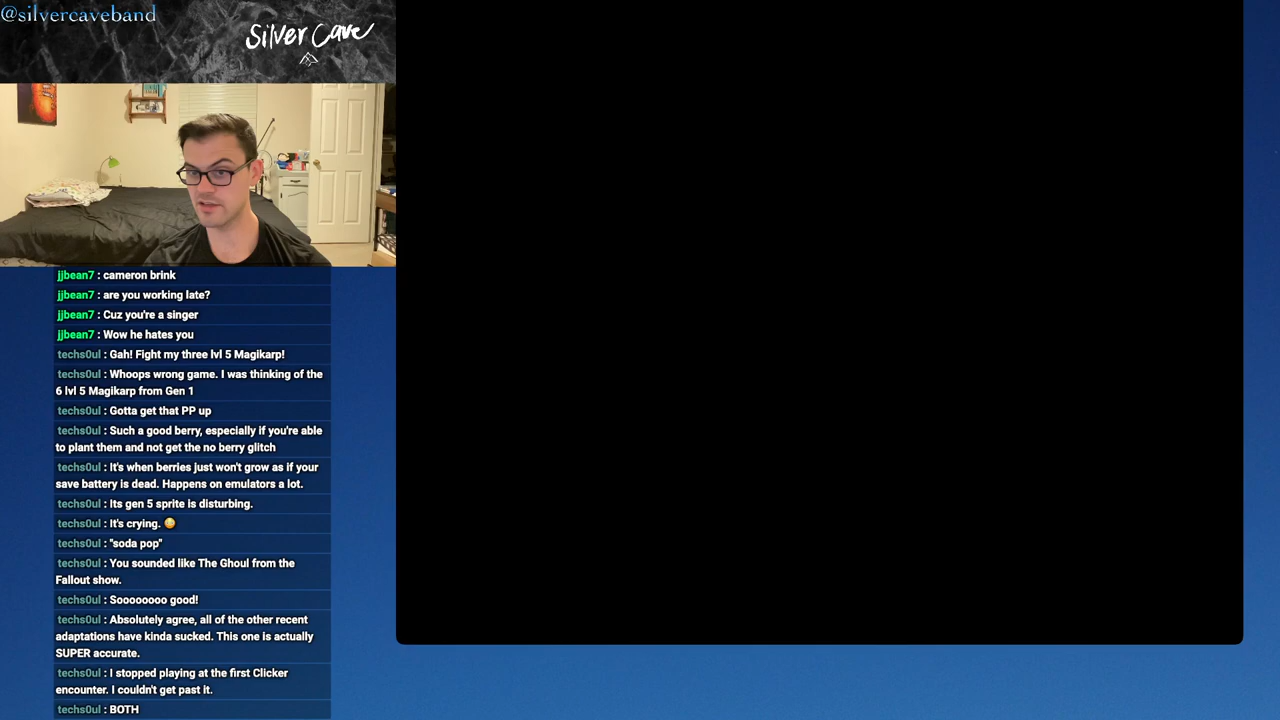 @silvercaveband
Silver Cave
jjbean7 : cameron brink
jjbean7 : are you working late?
jjbean7 : Cuz you're a singer
jjbean7 : Wow he hates you
techs0ul : Gah! Fight my three lvl 5 Magikarp!
techs0ul : Whoops wrong game. I was thinking of the
6 lvl 5 Magikarp from Gen 1
techs0ul : Gotta get that PP up
techs0ul : Such a good berry, especially if you're able
to plant them and not get the no berry glitch
techs0ul : It's when berries just won't grow as if your
save battery is dead. Happens on emulators a lot.
techs0ul : Its gen 5 sprite is disturbing.
techs0ul : It's crying. 😳
techs0ul : "soda pop"
techs0ul : You sounded like The Ghoul from the
Fallout show.
techs0ul : Soooooooo good!
techs0ul : Absolutely agree, all of the other recent
adaptations have kinda sucked. This one is actually
SUPER accurate.
techs0ul : I stopped playing at the first Clicker
encounter. I couldn't get past it.
techs0ul : BOTH